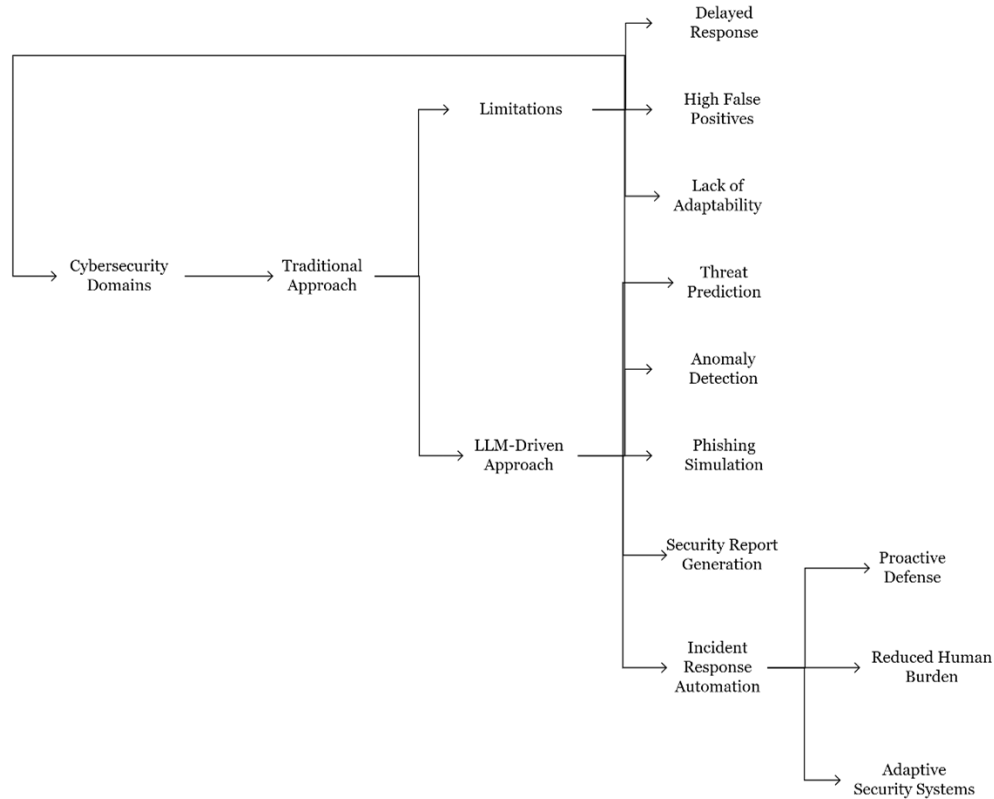 Delayed
Response
Limitations
High False
Positives
Lack of
Adaptability
Cybersecurity
Domains
Traditional
Approach
Threat
Prediction
Anomaly
Detection
LLM-Driven
Approach
Phishing
Simulation
Security Report
Generation
Proactive
Defense
Incident
Response
Automation
Reduced Human
Burden
Adaptive
Security Systems